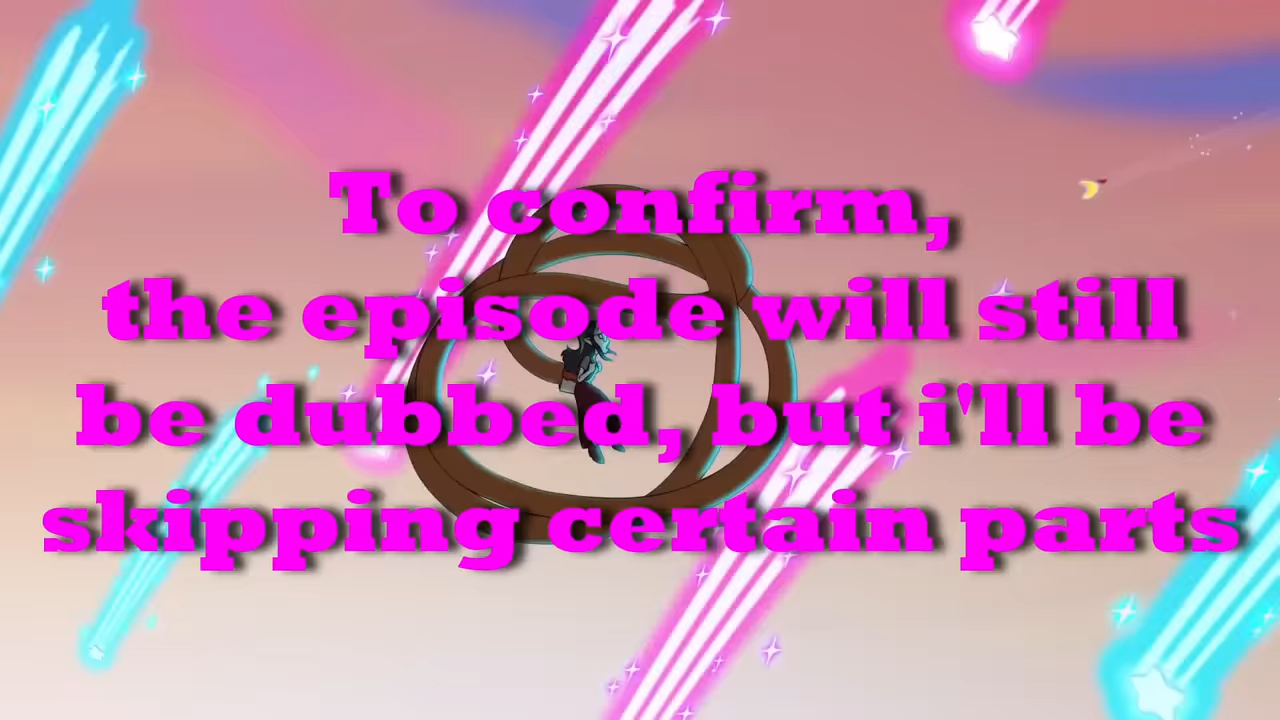 To confirm,
the episode will still
be dubbed, but i'll be
skipping certain parts